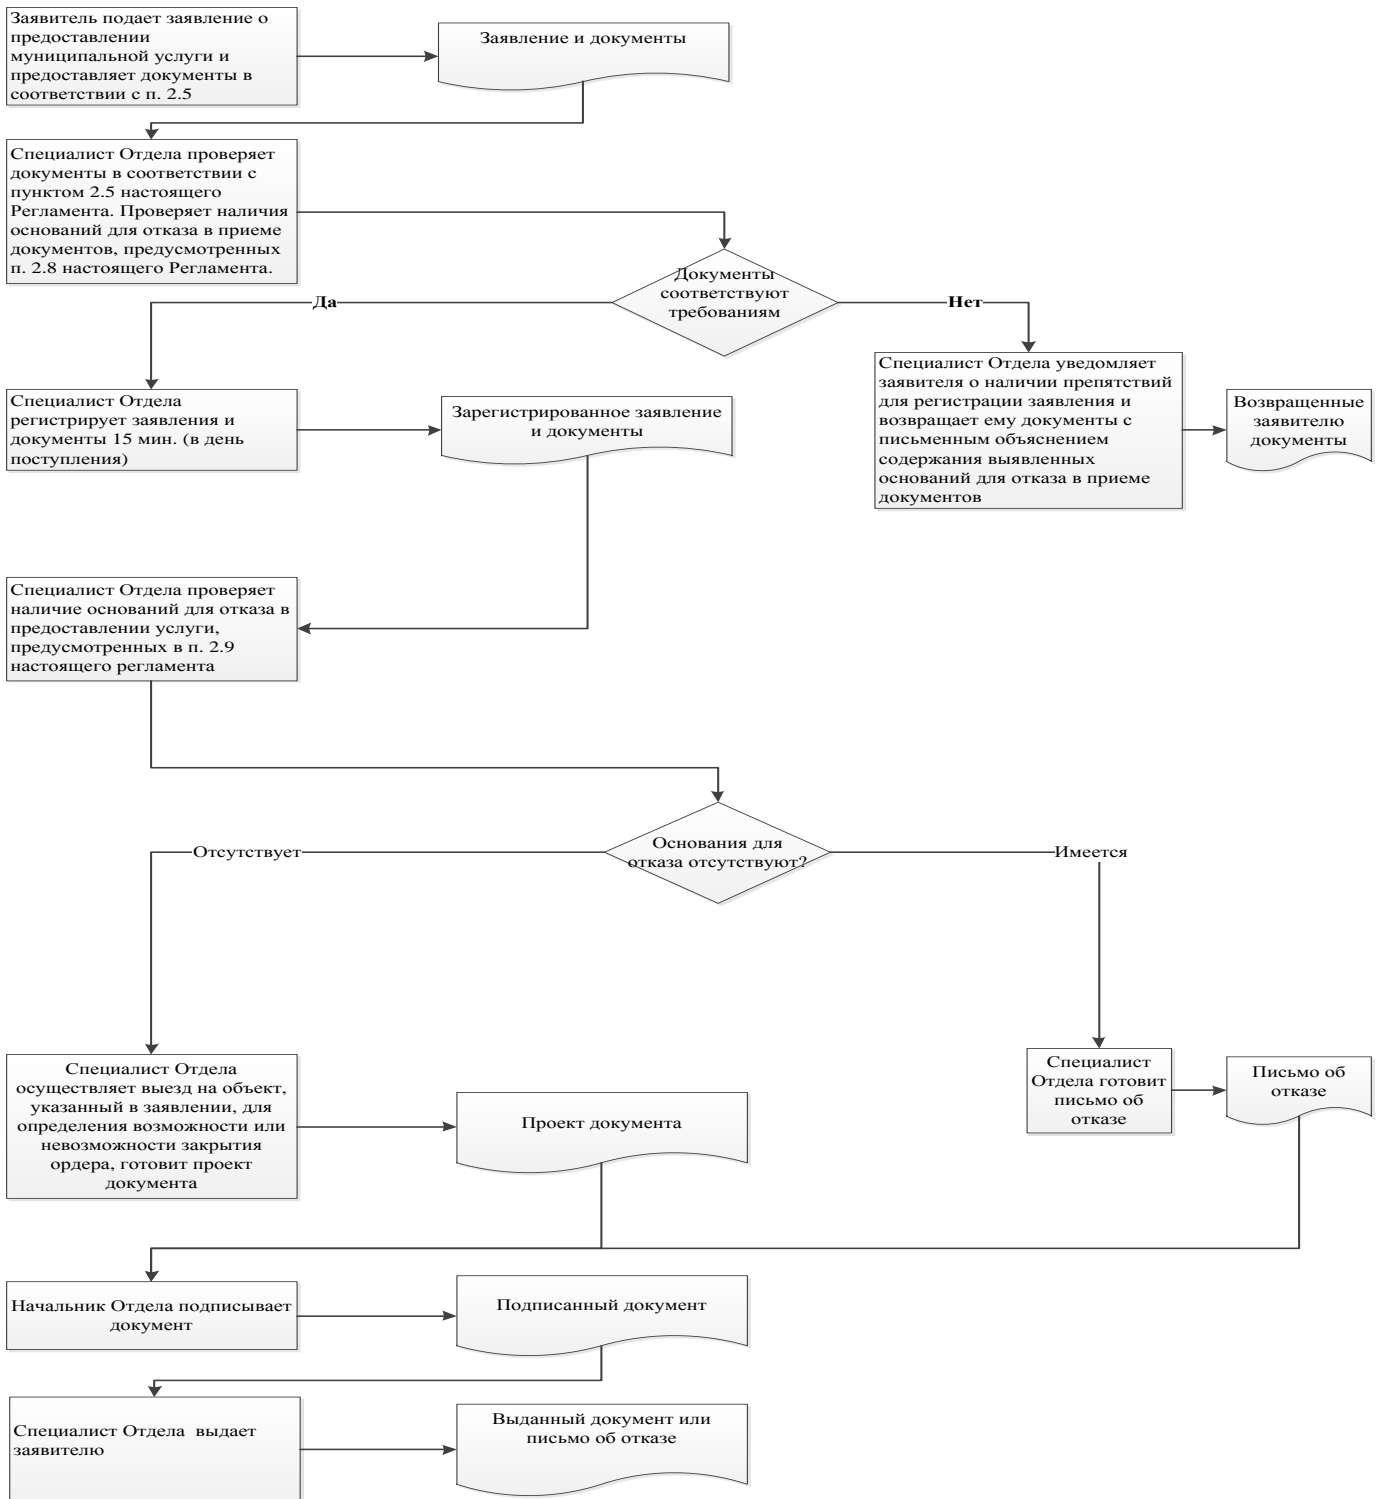 Заявитель подает заявление о
предоставлении
муниципальной услуги и
предоставляет документы в
соответствии с п. 2.5
Заявление и документы
Специалист Отдела проверяет
документы в соответствии с
пунктом 2.5 настоящего
Регламента. Проверяет наличия
оснований для отказа в приеме
документов, предусмотренных
п. 2.8 настоящего Регламента.
Документы
соответствуют
требованиям
Да
Нет
Специалист Отдела
регистрирует заявления и
документы 15 мин. (в день
поступления)
Зарегистрированное заявление
и документы
Специалист Отдела уведомляет
заявителя о наличии препятствий
для регистрации заявления и
возвращает ему документы с
письменным объяснением
содержания выявленных
оснований для отказа в приеме
документов
Возвращенные
заявителю
документы
Специалист Отдела проверяет
наличие оснований для отказа в
предоставлении услуги,
предусмотренных в п. 2.9
настоящего регламента
Основания для
отказа отсутствуют?
Отсутствует
Имеется
Специалист Отдела
осуществляет выезд на объект,
указанный в заявлении, для
определения возможности или
невозможности закрытия
ордера, готовит проект
документа
Проект документа
Специалист
Отдела готовит
письмо об
отказе
Письмо об
отказе
Начальник Отдела подписывает
документ
Подписанный документ
Специалист Отдела  выдает
заявителю
Выданный документ или
письмо об отказе